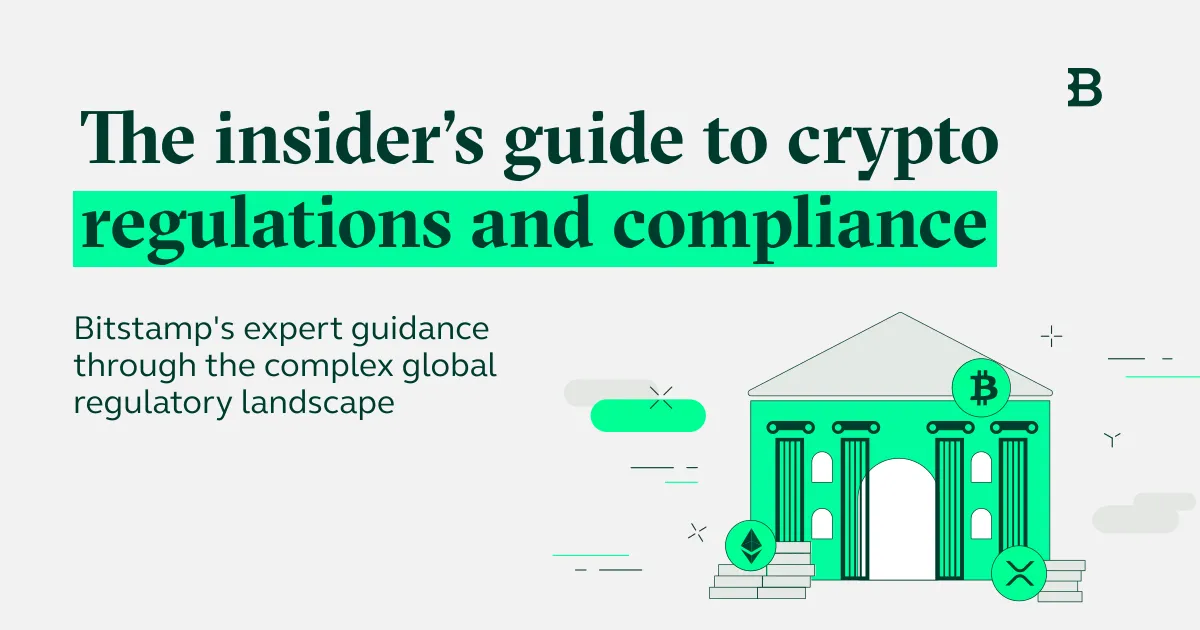 The insider’s guide to crypto
regulations and compliance
Bitstamp's expert guidance
through the complex global
regulatory landscape